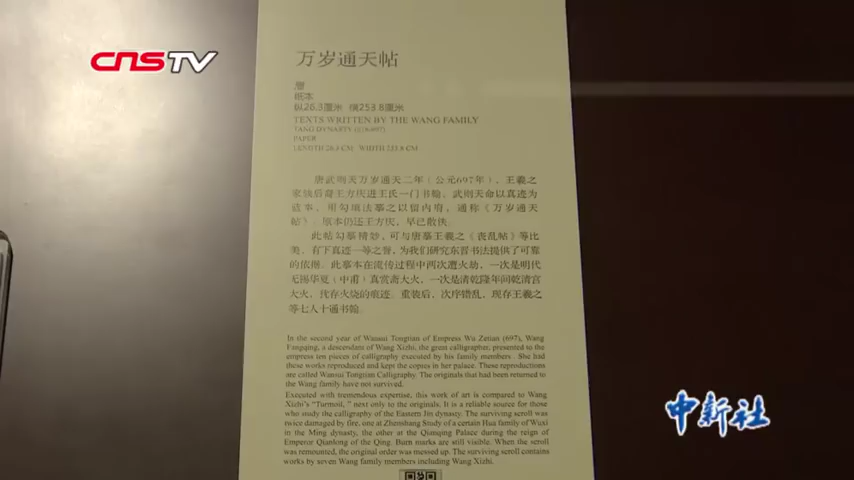 CNSTV
万岁通天帖
唐
纸本
纵26.3厘米 横253.8厘米
TEXTS WRITTEN BY THE WANG FAMILY
TANG DYNASTY
PAPER
LENGTH 26.3 CM WIDTH 253.8 CM
唐武则天万岁通天二年（公元697年），王羲之
家族后裔王方庆进王氏一门书翰，武则天命以真迹为
故事，用勾填法摹之以留内府，通称《万岁通天
帖》。原本仍还王方庆，早已散佚。
此帖勾摹精妙，可与唐摹王羲之《丧乱帖》等比
美，有下真迹一等之誉，为我们研究东晋书法提供了可靠
的依据。此摹本在流传过程中两次遭火劫，一次是明代
无锡华夏（中甫）真赏斋大火，一次是清乾隆年间乾清宫
大火，犹存火烧的痕迹。重装后，次序错乱，现存王羲之
等七人十通书翰。
In the second year of Wansui Tongtian of Empress Wu Zetian (697), Wang
Fangqing, a descendant of Wang Xizhi, the great calligrapher, presented to the
empress ten pieces of calligraphy executed by his family members . She had
these works reproduced and kept the copies in her palace. These reproductions
are called Wansui Tongtian Calligraphy. The originals that had been returned to
the Wang family have not survived.
Executed with tremendous expertise, this work of art is compared to Wang
Xizhi's "Turmoil, " next only to the originals. It is a reliable source for those
who study the calligraphy of the Eastern Jin dynasty. The surviving scroll was
twice damaged by fire, one at Zhenshang Study of a certain Hua family of Wuxi
in the Ming dynasty, the other at the Qianqing Palace during the reign of
Emperor Qianlong of the Qing. Burn marks are still visible. When the scroll
was remounted, the original order was messed up. The surviving scroll contains
works by seven Wang family members including Wang Xizhi.
中新社